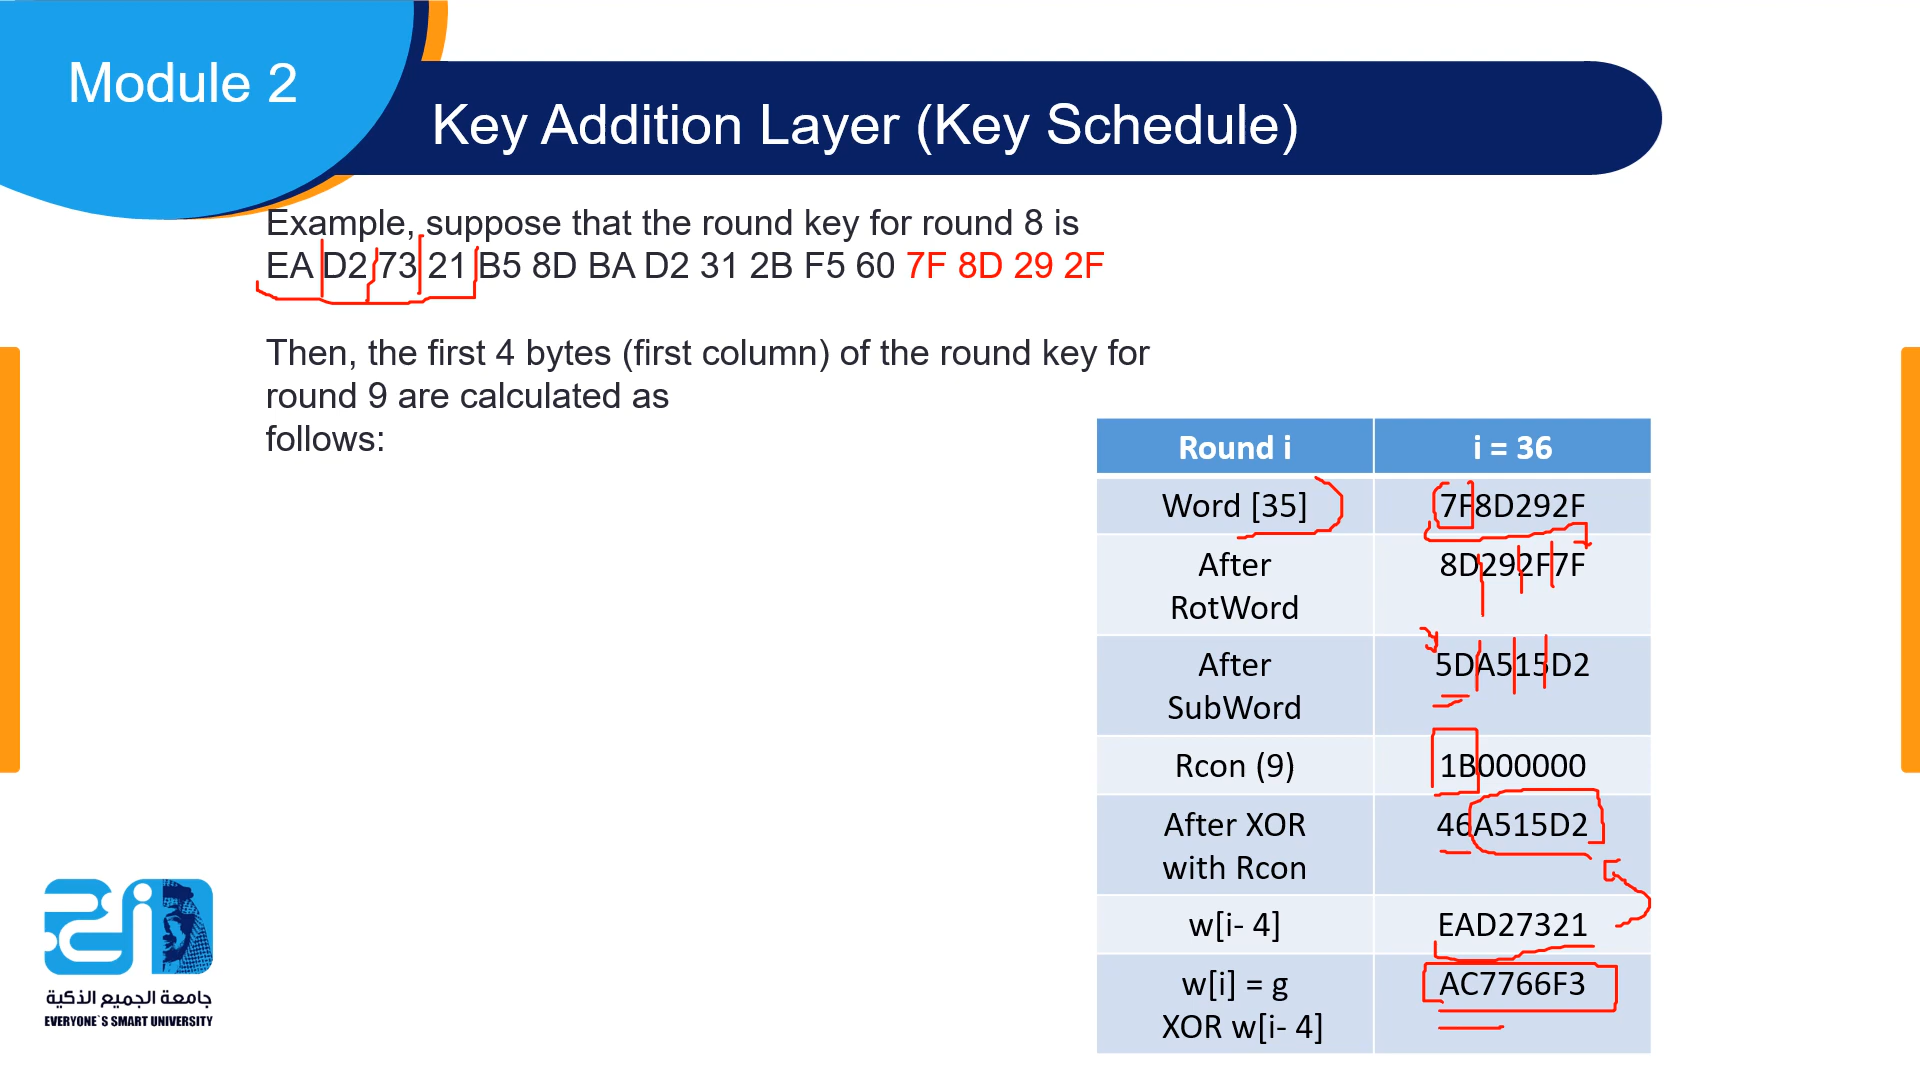 Module 2
Key Addition Layer (Key Schedule)
Example, suppose that the round key for round 8 is
EA D2 73 21 B5 8D BA D2 31 2B F5 60 7F 8D 29 2F
Then, the first 4 bytes (first column) of the round key for
round 9 are calculated as
follows:
Round i i = 36
Word [35] 7F8D292F
After 8D292F7F
RotWord
After 5DA515D2
SubWord
Rcon (9) 1B000000
After XOR 46A515D2
with Rcon
w[i- 4] EAD27321
w[i] = g AC7766F3
XOR w[i- 4]
جامعة الجميع الذكية
EVERYONE`S SMART UNIVERSITY